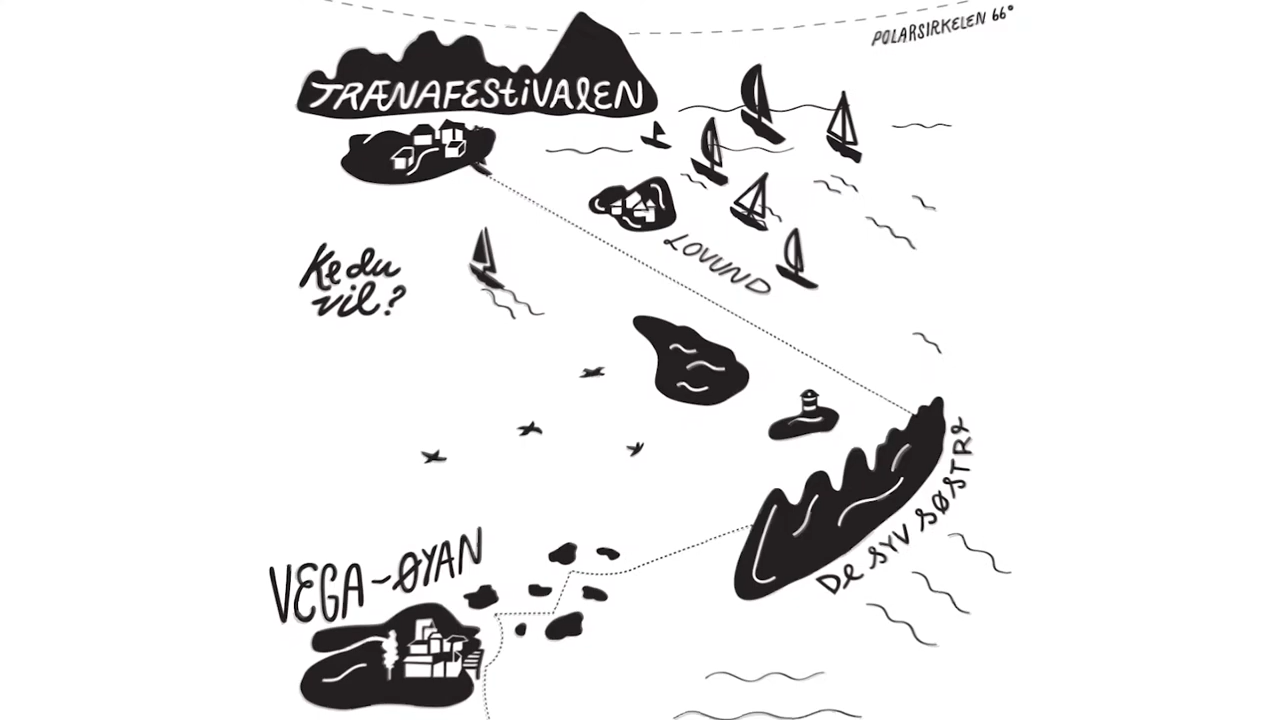 POLARSIRKELEN 66°
TRÆNAFESTIVALEN
LOVUND
Ke du
vil?
DE SYV SØSTRE
VEGA-ØYAN